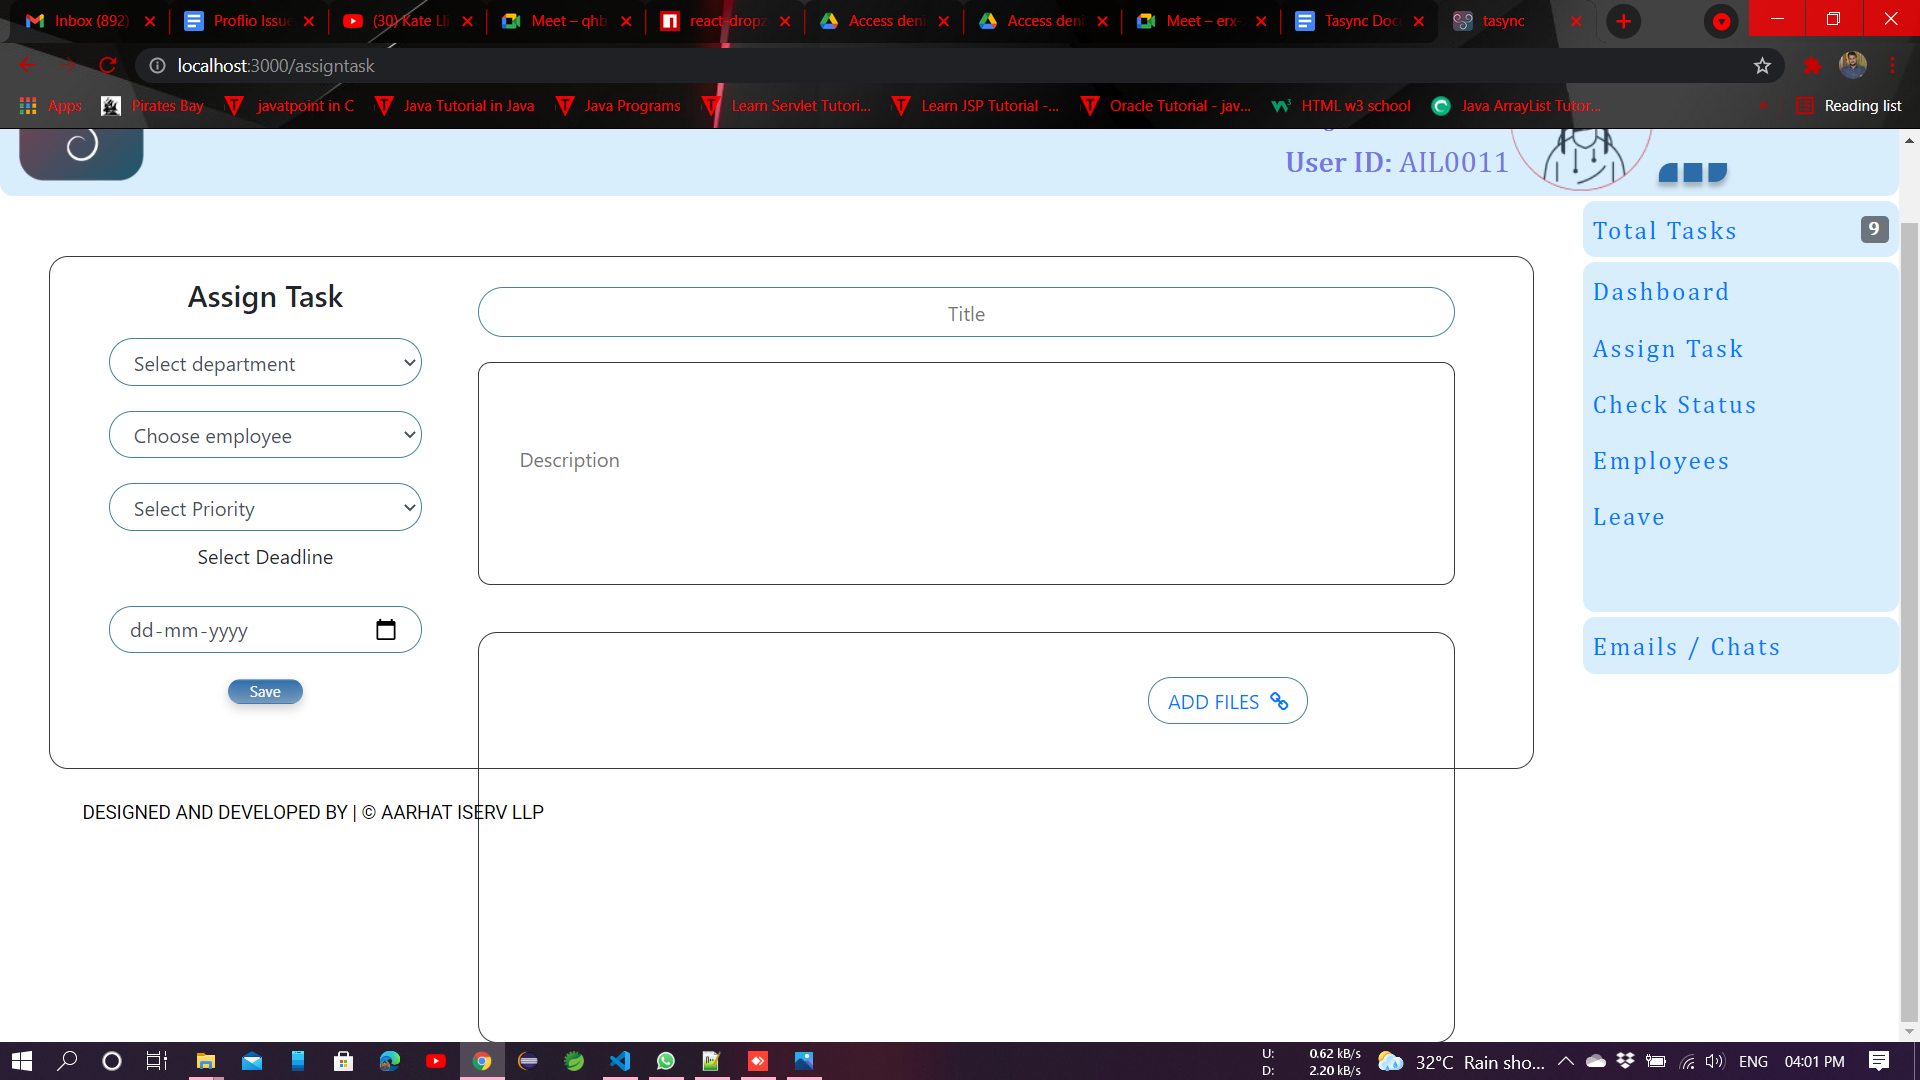 Inbox (892)
Proflio Issu
(30) Kate Li
Meet – qhb
react-dropz
Access deni
Access deni
Meet – erx-
Tasync Doc
tasync
localhost:3000/assigntask
Apps
Pirates Bay
javatpoint in C
Java Tutorial in Java
Java Programs
Learn Servlet Tutori...
Learn JSP Tutorial -...
Oracle Tutorial - jav...
HTML w3 school
Java ArrayList Tutor...
Reading list
User ID: AIL0011
Total Tasks 9
Dashboard
Assign Task
Check Status
Employees
Leave
Emails / Chats
Assign Task
Select department
Choose employee
Select Priority
Select Deadline
dd-mm-yyyy
Save
Title
Description
ADD FILES
DESIGNED AND DEVELOPED BY | © AARHAT ISERV LLP
U: 0.62 kB/s
D: 2.20 kB/s
32°C Rain sho...
ENG
04:01 PM